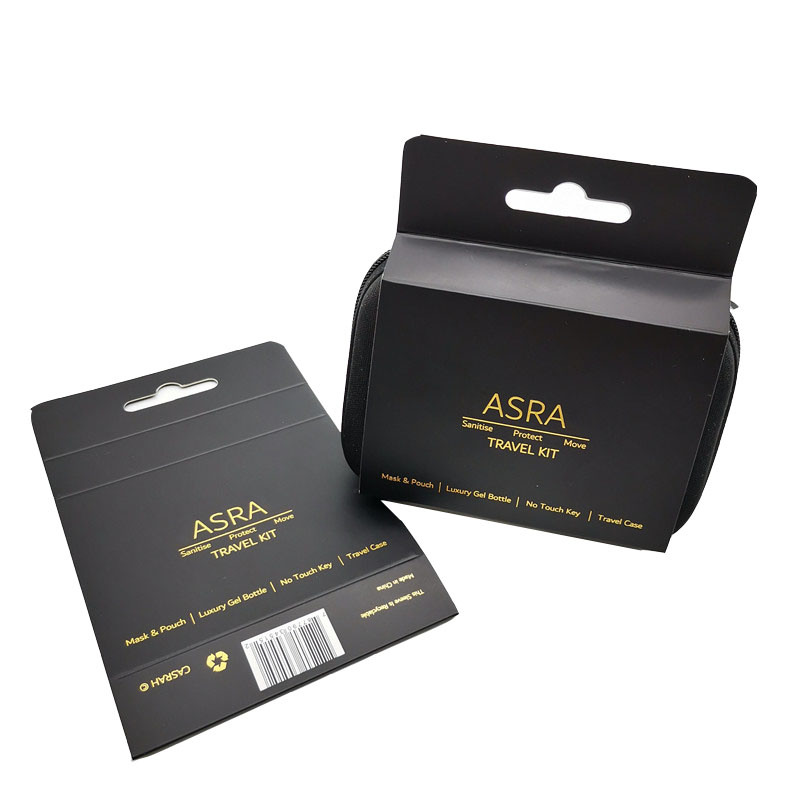 ASRA
Sanitise Protect Move
TRAVEL KIT
Mask & Pouch | Luxury Gel Bottle | No Touch Key | Travel Case
ASRA
Sanitise Protect Move
TRAVEL KIT
Mask & Pouch | Luxury Gel Bottle | No Touch Key | Travel Case
This Sleeve Is Recyclable
Made in China
CASRAH ©